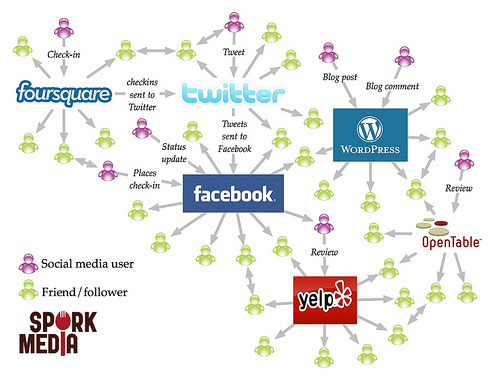 Check-in
Tweet
Blog post
Blog comment
foursquare
checkins
sent to
Twitter
twitter
Tweets
sent to
Facebook
WORDPRESS
Status
update
Places
check-in
facebook.
Review
OpenTable
Review
yelp
Social media user
Friend / follower
SPORK
MEDIA